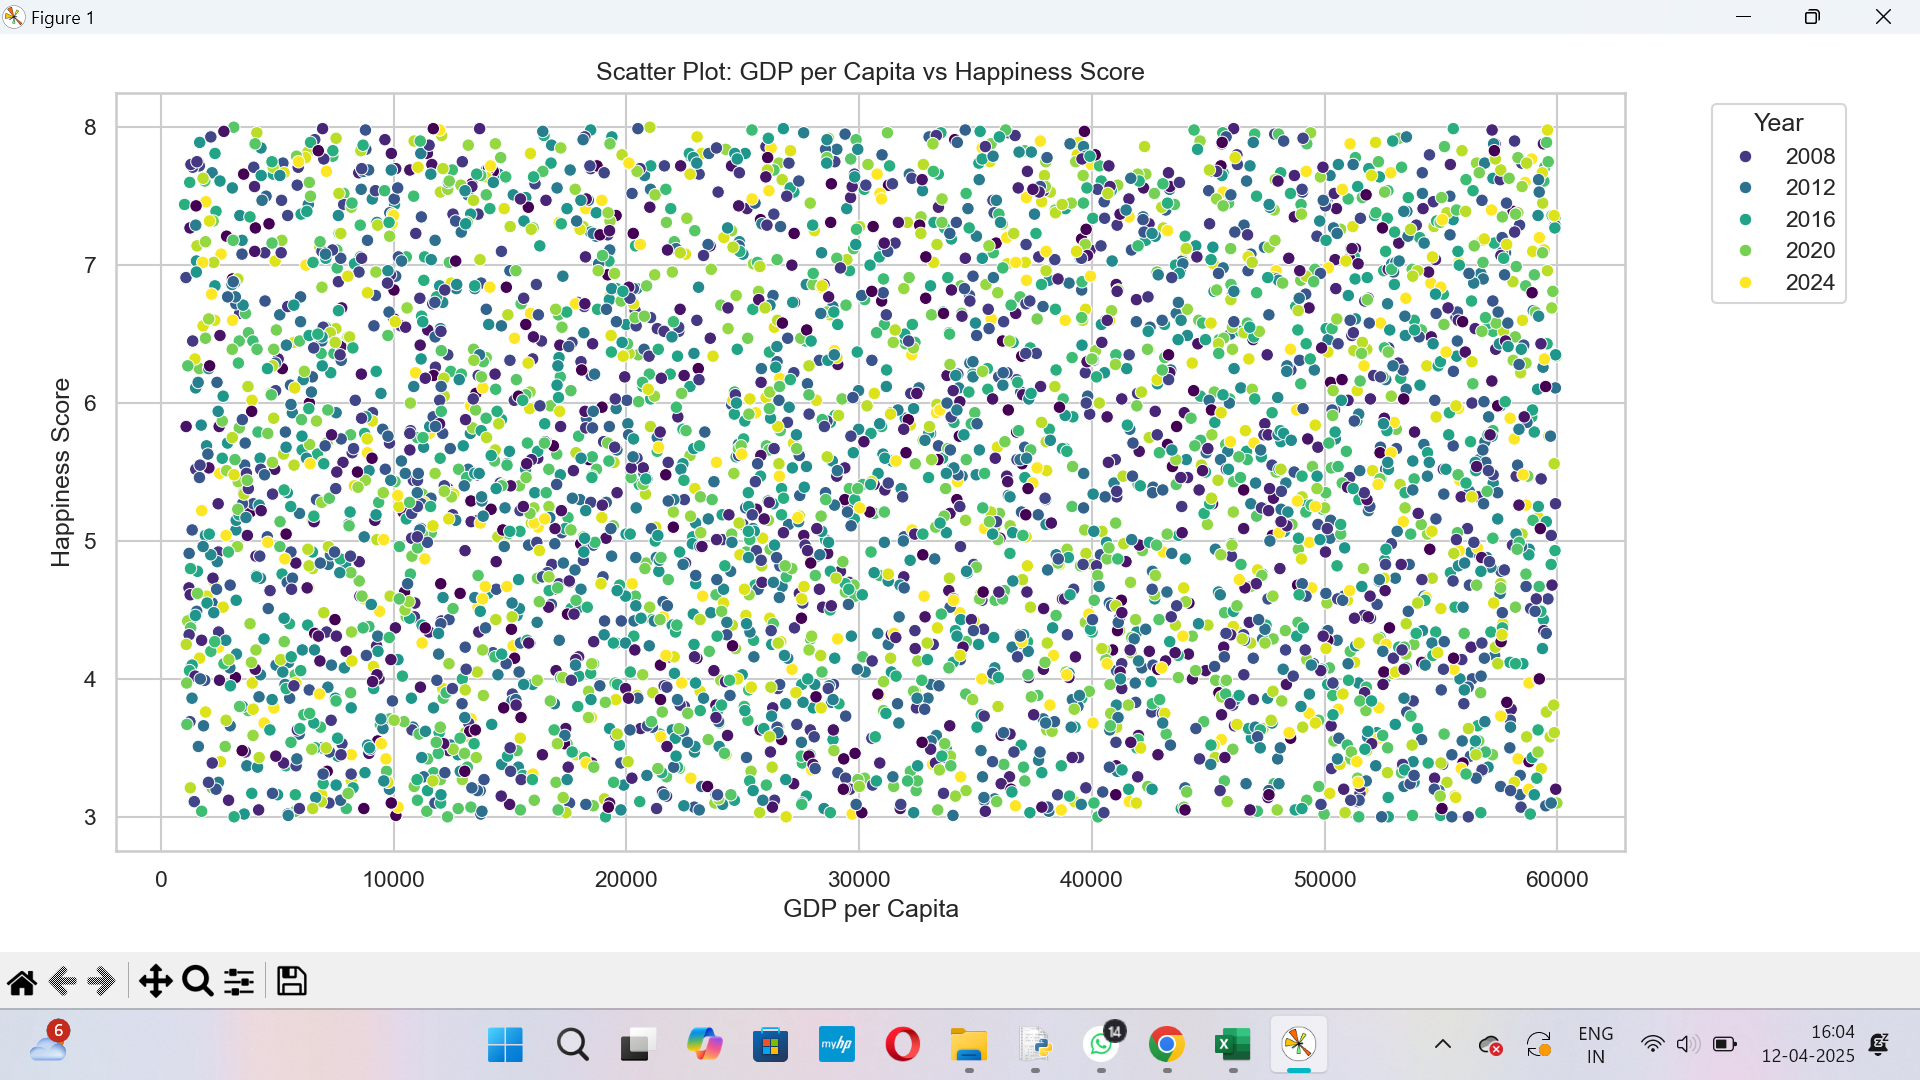 Figure 1
Scatter Plot: GDP per Capita vs Happiness Score
Happiness Score
8
7
6
5
4
3
0 10000 20000 30000 40000 50000 60000
GDP per Capita
Year
2008
2012
2016
2020
2024
6
myhp
14
X
ENG
IN
16:04
12-04-2025